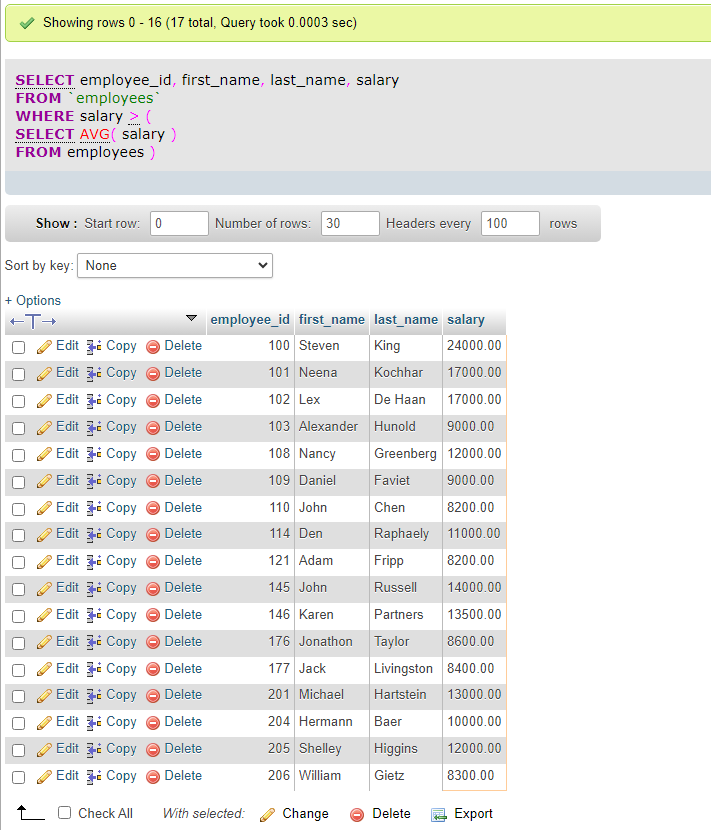 Showing rows 0 - 16 (17 total, Query took 0.0003 sec)
SELECT employee_id, first_name, last_name, salary
FROM `employees`
WHERE salary > (
SELECT AVG( salary )
FROM employees )
Show : Start row: 0 Number of rows: 30 Headers every 100 rows
Sort by key: None
+ Options
←T→ employee_id first_name last_name salary
Edit Copy Delete 100 Steven King 24000.00
Edit Copy Delete 101 Neena Kochhar 17000.00
Edit Copy Delete 102 Lex De Haan 17000.00
Edit Copy Delete 103 Alexander Hunold 9000.00
Edit Copy Delete 108 Nancy Greenberg 12000.00
Edit Copy Delete 109 Daniel Faviet 9000.00
Edit Copy Delete 110 John Chen 8200.00
Edit Copy Delete 114 Den Raphaely 11000.00
Edit Copy Delete 121 Adam Fripp 8200.00
Edit Copy Delete 145 John Russell 14000.00
Edit Copy Delete 146 Karen Partners 13500.00
Edit Copy Delete 176 Jonathon Taylor 8600.00
Edit Copy Delete 177 Jack Livingston 8400.00
Edit Copy Delete 201 Michael Hartstein 13000.00
Edit Copy Delete 204 Hermann Baer 10000.00
Edit Copy Delete 205 Shelley Higgins 12000.00
Edit Copy Delete 206 William Gietz 8300.00
Check All With selected: Change Delete Export